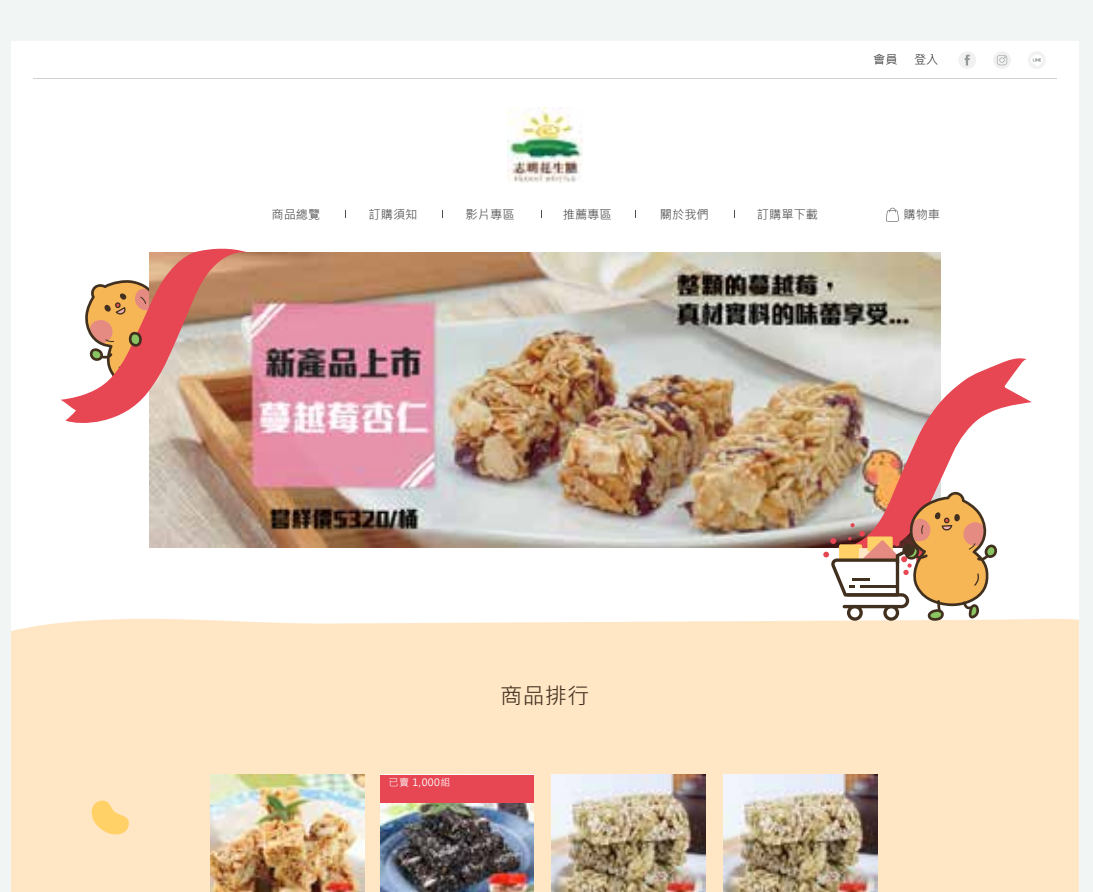 會員 登入
志明花生糖
商品總覽 訂購須知 影片專區 推薦專區 關於我們 訂購單下載 購物車
整顆的蔓越莓，
真材實料的味蕾享受...
新產品上市
蔓越莓杏仁
嘗鮮價$320/桶
商品排行
已賣 1,000組